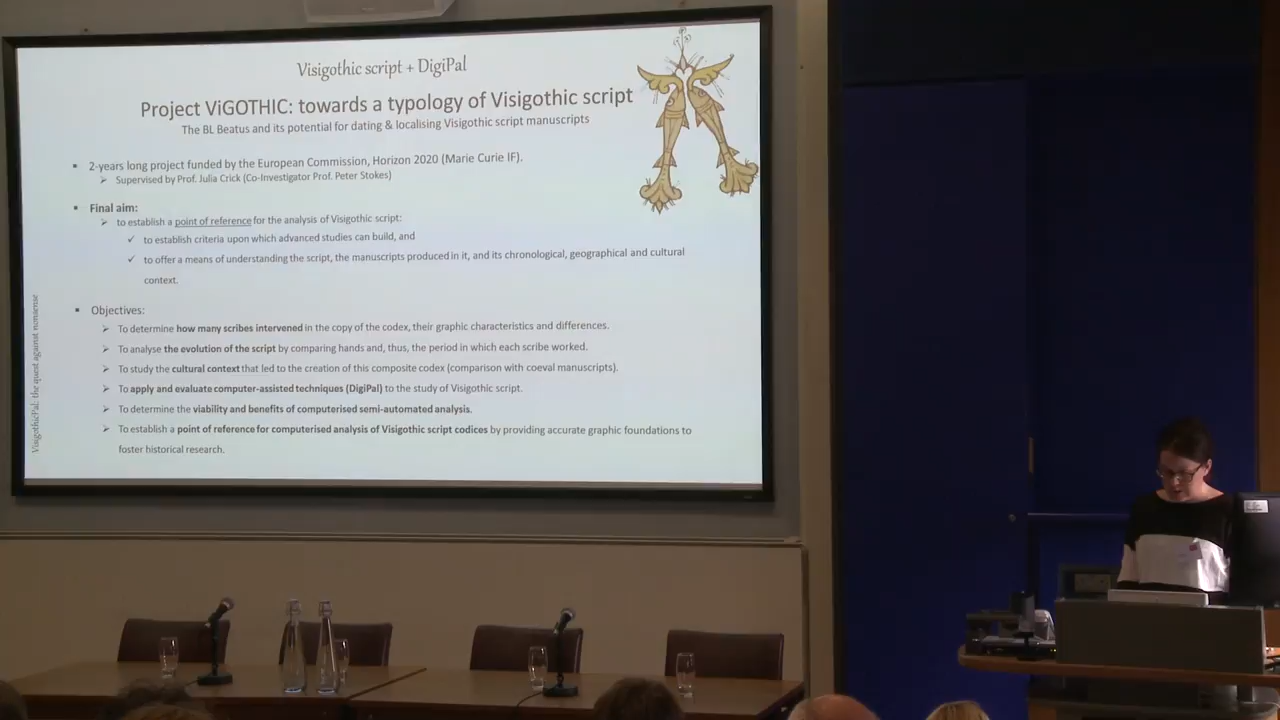 Visigothic script + DigiPal
Project ViGOTHIC: towards a typology of Visigothic script
The BL Beatus and its potential for dating & localising Visigothic script manuscripts
▪ 2-years long project funded by the European Commission, Horizon 2020 (Marie Curie IF).
➢ Supervised by Prof. Julia Crick (Co-Investigator Prof. Peter Stokes)
▪ Final aim:
➢ to establish a point of reference for the analysis of Visigothic script:
✓ to establish criteria upon which advanced studies can build, and
✓ to offer a means of understanding the script, the manuscripts produced in it, and its chronological, geographical and cultural
context.
▪ Objectives:
➢ To determine how many scribes intervened in the copy of the codex, their graphic characteristics and differences.
➢ To analyse the evolution of the script by comparing hands and, thus, the period in which each scribe worked.
➢ To study the cultural context that led to the creation of this composite codex (comparison with coeval manuscripts).
➢ To apply and evaluate computer-assisted techniques (DigiPal) to the study of Visigothic script.
➢ To determine the viability and benefits of computerised semi-automated analysis.
➢ To establish a point of reference for computerised analysis of Visigothic script codices by providing accurate graphic foundations to
foster historical research.
VisigothicPal: the quest against nonsense